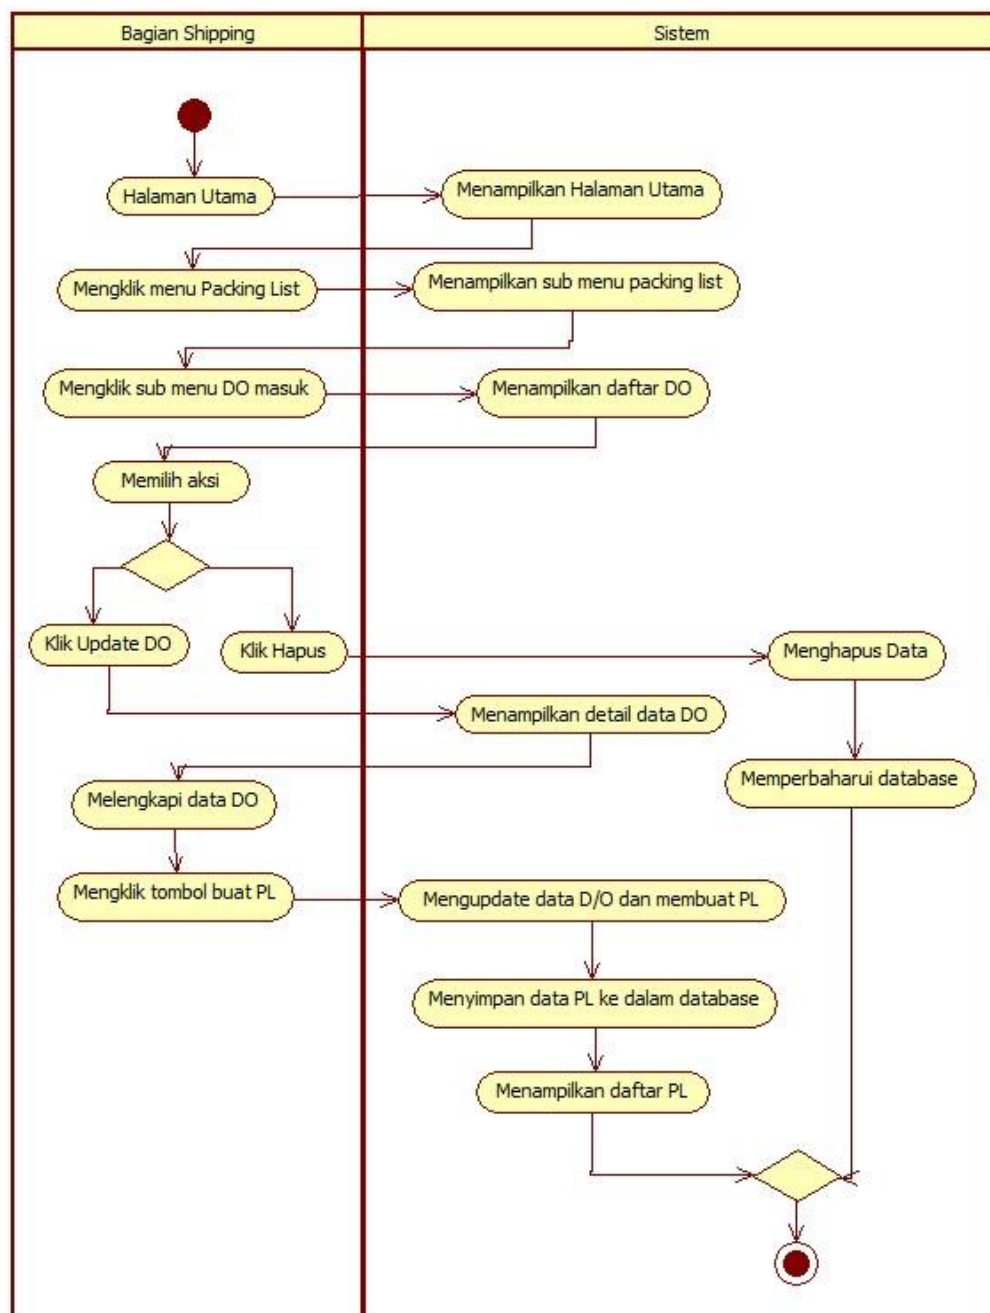 Bagian Shipping
Sistem
Halaman Utama
Menampilkan Halaman Utama
Mengklik menu Packing List
Menampilkan sub menu packing list
Mengklik sub menu DO masuk
Menampilkan daftar DO
Memilih aksi
Klik Update DO
Klik Hapus
Menghapus Data
Menampilkan detail data DO
Memperbaharui database
Melengkapi data DO
Mengklik tombol buat PL
Mengupdate data D/O dan membuat PL
Menyimpan data PL ke dalam database
Menampilkan daftar PL